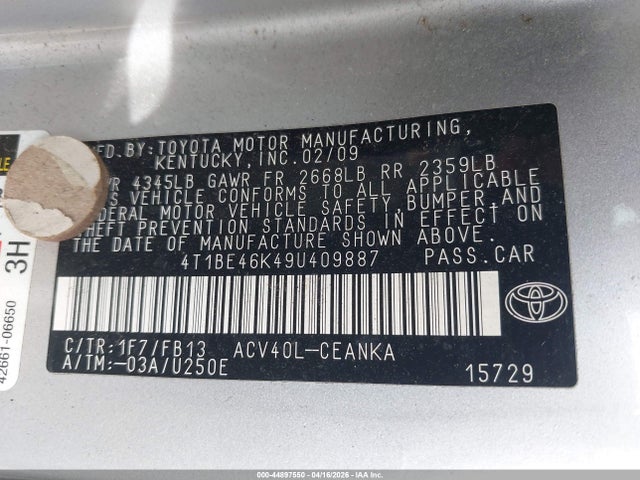 MFD. BY: TOYOTA MOTOR MANUFACTURING,
KENTUCKY, INC. 02/09
4345LB GAWR FR 2668LB RR 2359LB
VEHICLE CONFORMS TO ALL APPLICABLE
FEDERAL MOTOR VEHICLE SAFETY BUMPER, AND
THEFT PREVENTION STANDARDS IN EFFECT ON
THE DATE OF MANUFACTURE SHOWN ABOVE.
4T1BE46K49U409887 PASS.CAR
C/TR: 1F7/FB13 ACV40L-CEANKA
A/TM: -03A/U250E 15729
3H
42661-06650
000-44897550 - 04/16/2026 - IAA Inc.